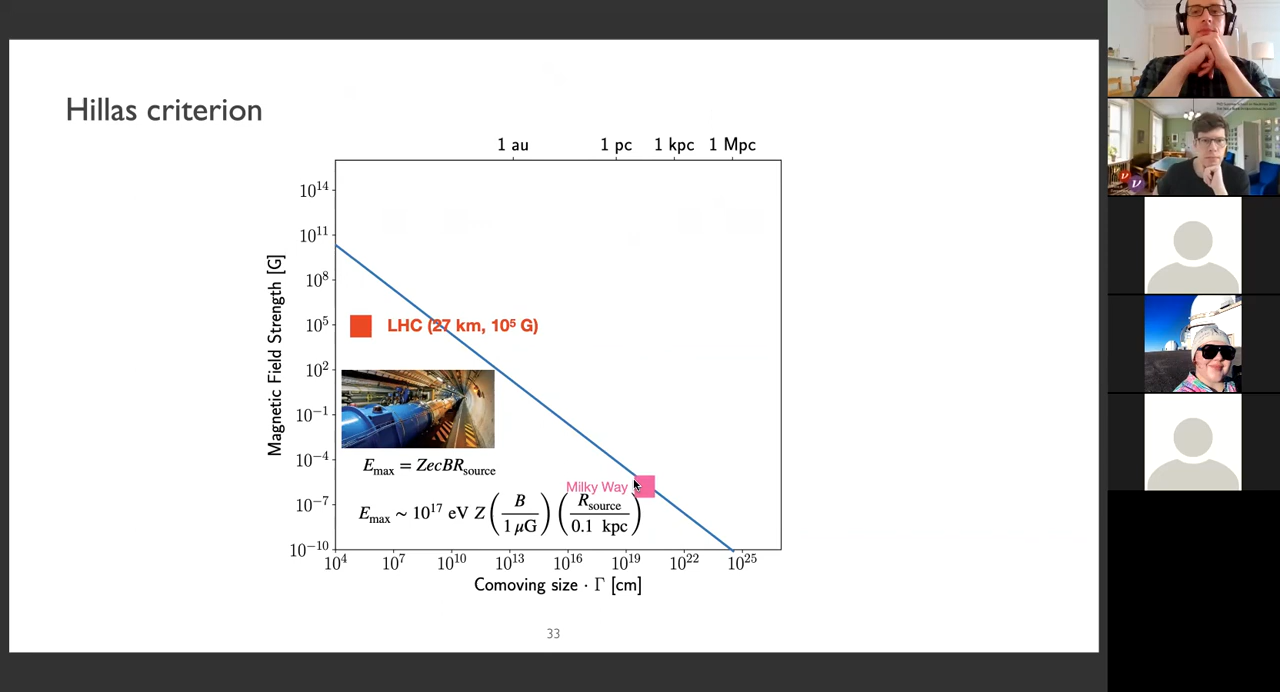 Hillas criterion
1 au 1 pc 1 kpc 1 Mpc
10¹⁴
10¹¹
10⁸
10⁵
10²
10⁻¹
10⁻⁴
10⁻⁷
10⁻¹⁰
Magnetic Field Strength [G]
LHC (27 km, 10⁵ G)
E_max = ZecBR_source
Milky Way
E_max ~ 10¹⁷ eV Z (B / 1 μG) (R_source / 0.1 kpc)
10⁴ 10⁷ 10¹⁰ 10¹³ 10¹⁶ 10¹⁹ 10²² 10²⁵
Comoving size · Γ [cm]
33